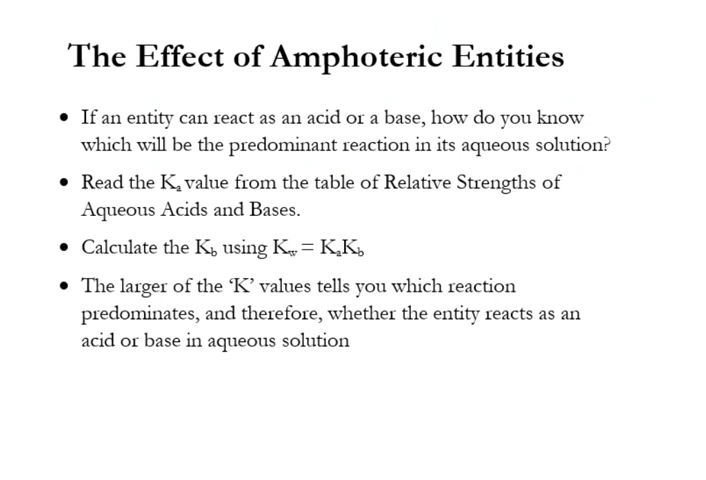 The Effect of Amphoteric Entities
• If an entity can react as an acid or a base, how do you know
which will be the predominant reaction in its aqueous solution?
• Read the Kₐ value from the table of Relative Strengths of
Aqueous Acids and Bases.
• Calculate the K_b using K_w = KₐK_b
• The larger of the ‘K’ values tells you which reaction
predominates, and therefore, whether the entity reacts as an
acid or base in aqueous solution